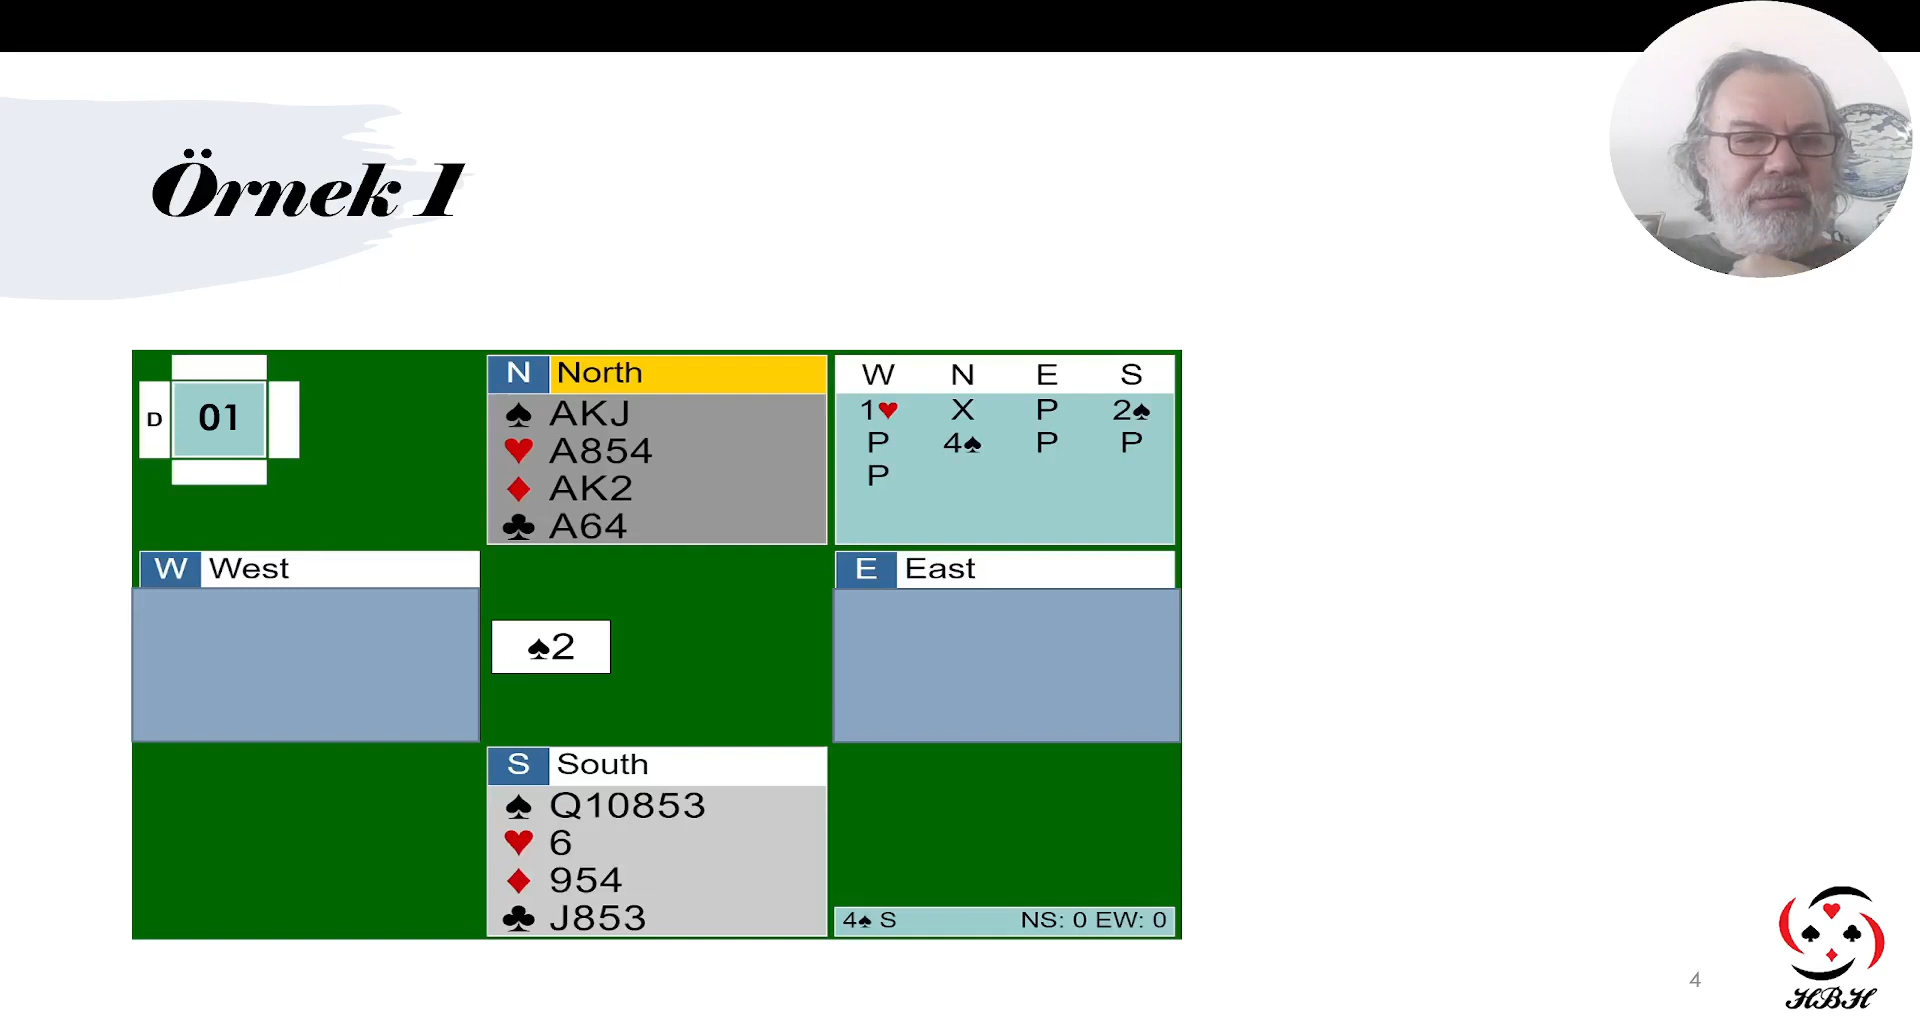 Örnek 1
D
01
N North
♠ AKJ
♥ A854
♦ AK2
♣ A64
W N E S
1♥ X P 2♠
P 4♠ P P
P
W West
♠2
E East
S South
♠ Q10853
♥ 6
♦ 954
♣ J853
4♠ S NS: 0 EW: 0
4
HBH